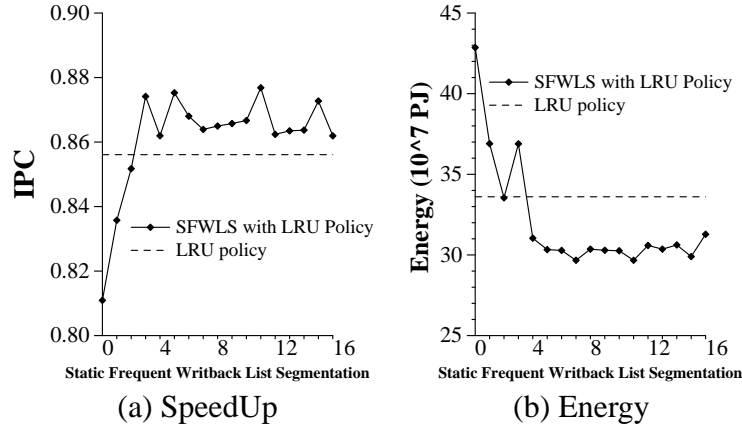 0.90
0.88
0.86
0.84
0.82
0.80
IPC
SFWLS with LRU Policy
LRU policy
0 4 8 12 16
Static Frequent Writback List Segmentation
(a) SpeedUp
45
40
35
30
25
Energy (10^7 PJ)
SFWLS with LRU Policy
LRU policy
0 4 8 12 16
Static Frequent Writback List Segmentation
(b) Energy